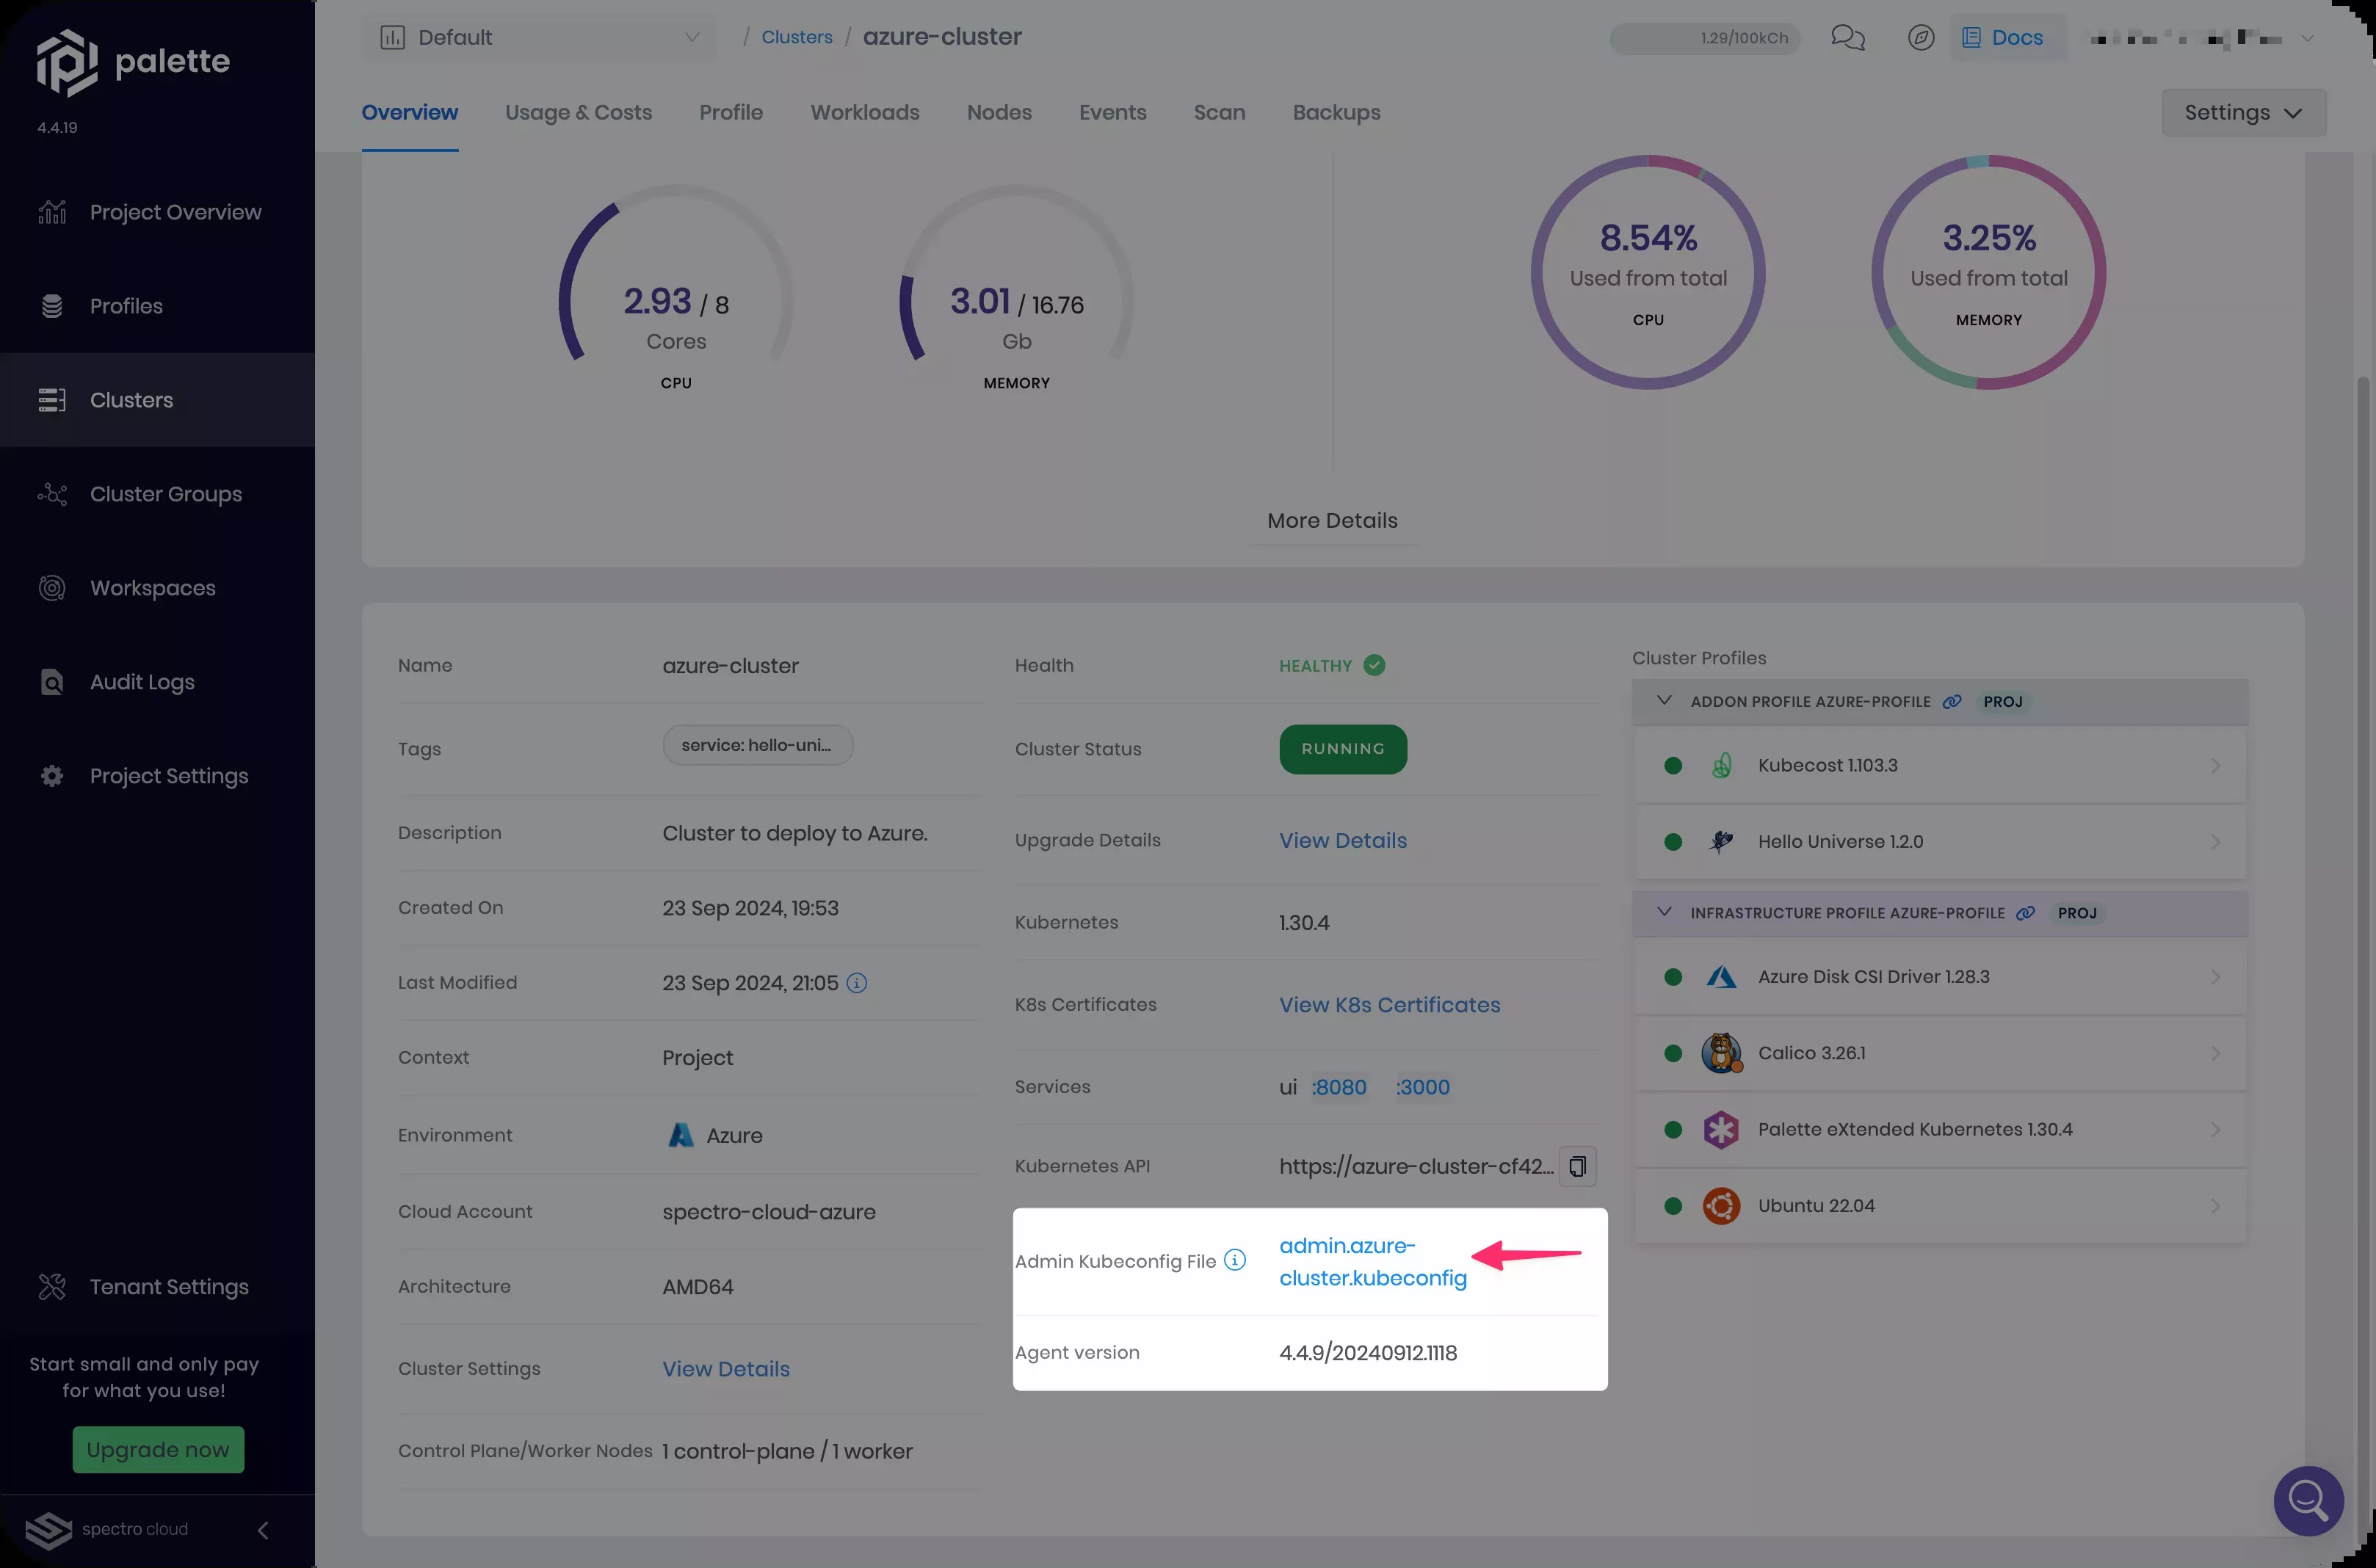 palette
4.4.19
Project Overview
Profiles
Clusters
Cluster Groups
Workspaces
Audit Logs
Project Settings
Tenant Settings
Start small and only pay
for what you use!
Upgrade now
spectro cloud
Default
/ Clusters / azure-cluster
1.29/100kCh
Docs
Overview
Usage & Costs
Profile
Workloads
Nodes
Events
Scan
Backups
Settings
2.93 / 8
Cores
CPU
3.01 / 16.76
Gb
MEMORY
8.54%
Used from total
CPU
3.25%
Used from total
MEMORY
More Details
Name azure-cluster
Tags service: hello-uni...
Description Cluster to deploy to Azure.
Created On 23 Sep 2024, 19:53
Last Modified 23 Sep 2024, 21:05
Context Project
Environment Azure
Cloud Account spectro-cloud-azure
Architecture AMD64
Cluster Settings View Details
Control Plane/Worker Nodes 1 control-plane / 1 worker
Health HEALTHY
Cluster Status RUNNING
Upgrade Details View Details
Kubernetes 1.30.4
K8s Certificates View K8s Certificates
Services ui :8080 :3000
Kubernetes API https://azure-cluster-cf42...
Admin Kubeconfig File admin.azure-
cluster.kubeconfig
Agent version 4.4.9/20240912.1118
Cluster Profiles
ADDON PROFILE AZURE-PROFILE PROJ
Kubecost 1.103.3
Hello Universe 1.2.0
INFRASTRUCTURE PROFILE AZURE-PROFILE PROJ
Azure Disk CSI Driver 1.28.3
Calico 3.26.1
Palette eXtended Kubernetes 1.30.4
Ubuntu 22.04